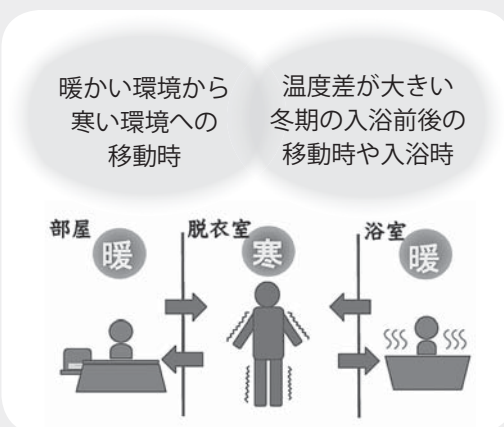 暖かい環境から
寒い環境への
移動時
温度差が大きい
冬期の入浴前後の
移動時や入浴時
部屋
暖
脱衣室
寒
浴室
暖